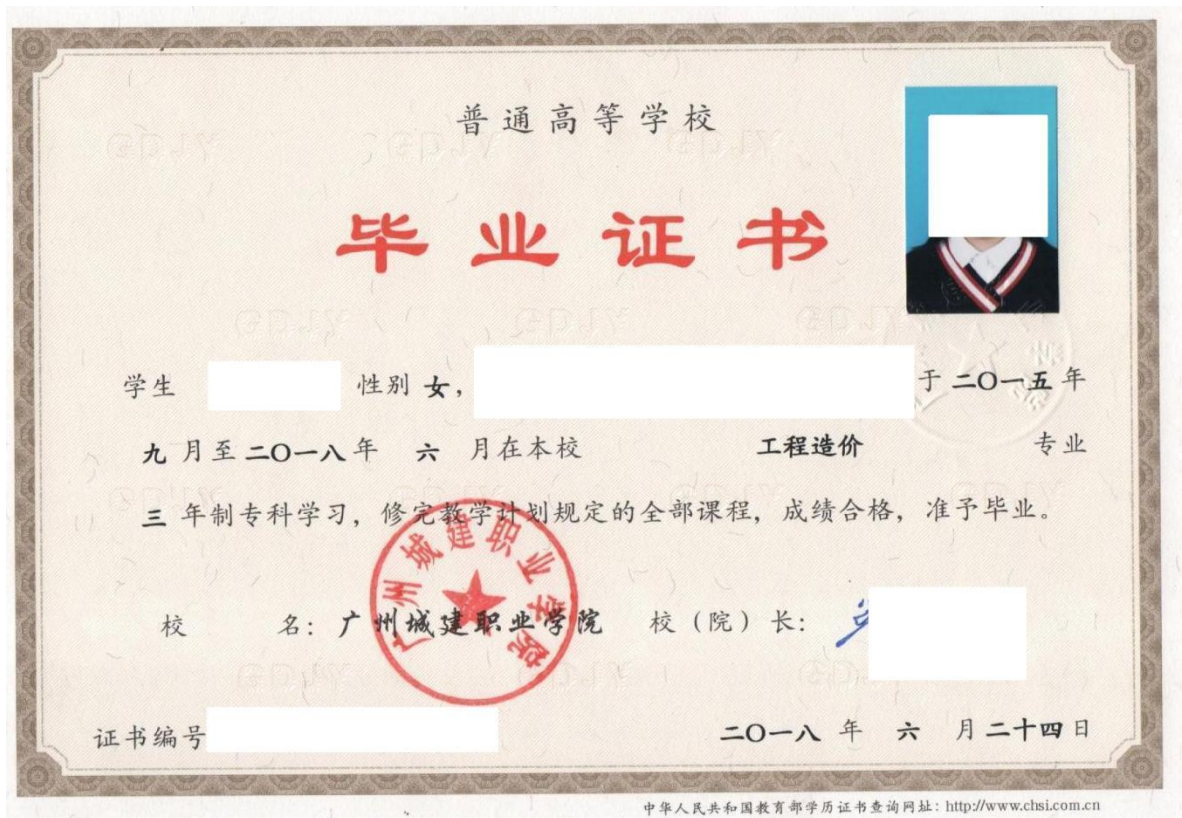 普通高等学校
毕业证书
学生 性别 女， 于 二〇一五 年
九 月至 二〇一八 年 六 月在本校 工程造价 专业
三 年制专科学习，修完教学计划规定的全部课程，成绩合格，准予毕业。
广州城建职业学院
校 名：广州城建职业学院 校（院）长：
证书编号
二〇一八 年 六 月 二十四 日
中华人民共和国教育部学历证书查询网址：http://www.chsi.com.cn